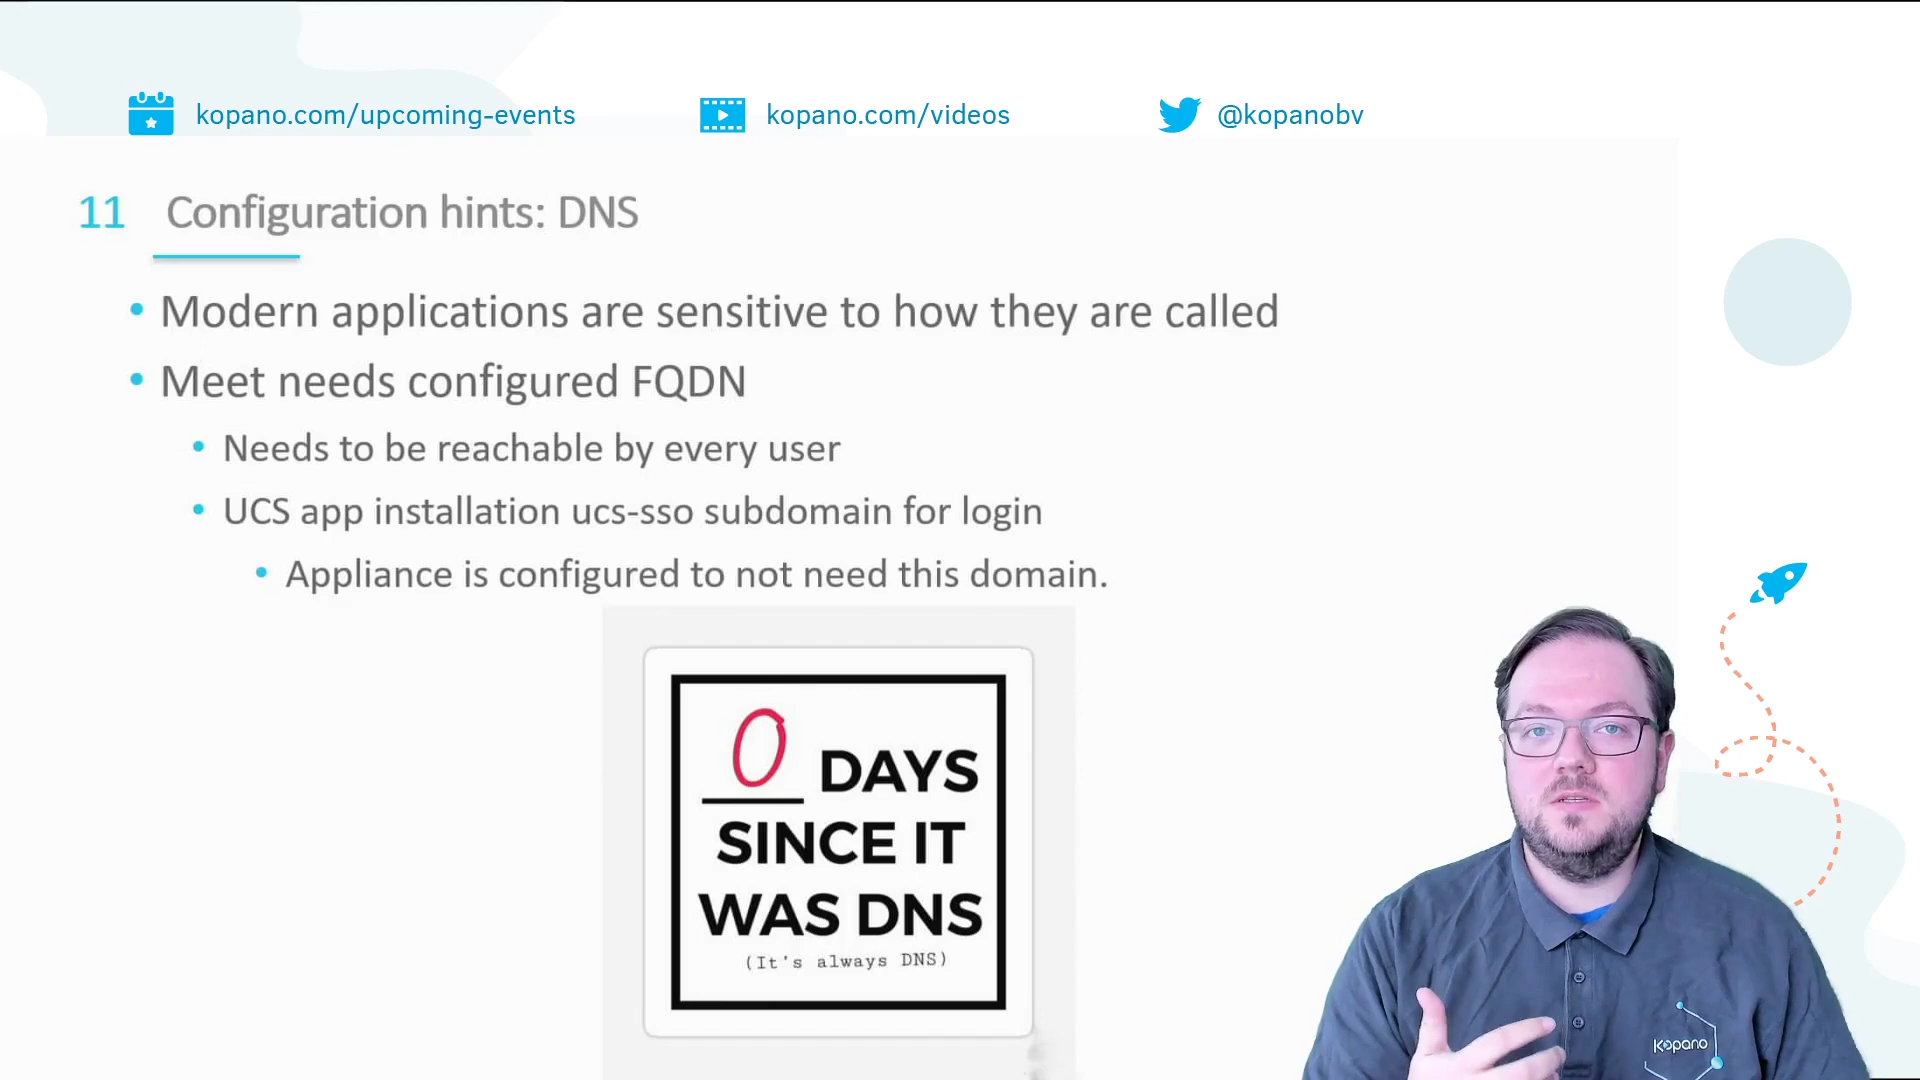 kopano.com/upcoming-events
kopano.com/videos
@kopanobv
11 Configuration hints: DNS
• Modern applications are sensitive to how they are called
• Meet needs configured FQDN
• Needs to be reachable by every user
• UCS app installation ucs-sso subdomain for login
• Appliance is configured to not need this domain.
0 DAYS
SINCE IT
WAS DNS
(It's always DNS)
kopano